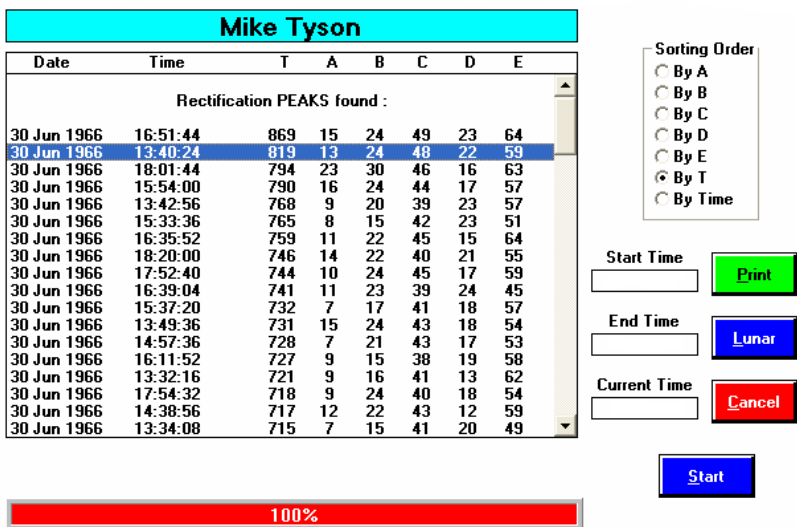 Mike Tyson
Date Time T A B C D E
Rectification PEAKS found :
30 Jun 1966 16:51:44 869 15 24 49 23 64
30 Jun 1966 13:40:24 819 13 24 48 22 59
30 Jun 1966 18:01:44 794 23 30 46 16 63
30 Jun 1966 15:54:00 790 16 24 44 17 57
30 Jun 1966 13:42:56 768 9 20 39 23 57
30 Jun 1966 15:33:36 765 8 15 42 23 51
30 Jun 1966 16:35:52 759 11 22 45 15 64
30 Jun 1966 18:20:00 746 14 22 40 21 55
30 Jun 1966 17:52:40 744 10 24 45 17 59
30 Jun 1966 16:39:04 741 11 23 39 24 45
30 Jun 1966 15:37:20 732 7 17 41 18 57
30 Jun 1966 13:49:36 731 15 24 43 18 54
30 Jun 1966 14:57:36 728 7 21 43 17 53
30 Jun 1966 16:11:52 727 9 15 38 19 58
30 Jun 1966 13:32:16 721 9 16 41 13 62
30 Jun 1966 17:54:32 718 9 24 40 18 54
30 Jun 1966 14:38:56 717 12 22 43 12 59
30 Jun 1966 13:34:08 715 7 15 41 20 49
100%
Sorting Order
By A
By B
By C
By D
By E
By T
By Time
Start Time
Print
End Time
Lunar
Current Time
Cancel
Start